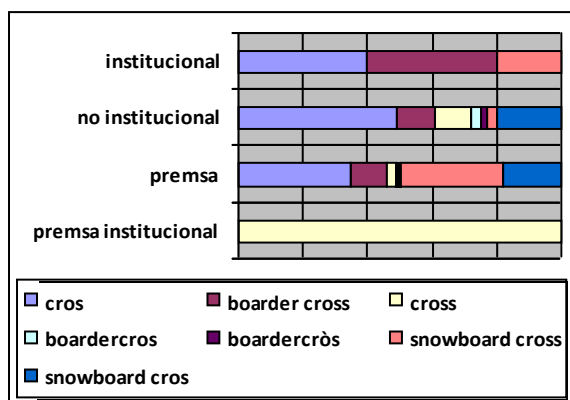 institucional
no institucional
premsa
premsa institucional
cros boarder cross cross
boardercros boardercròs snowboard cross
snowboard cros